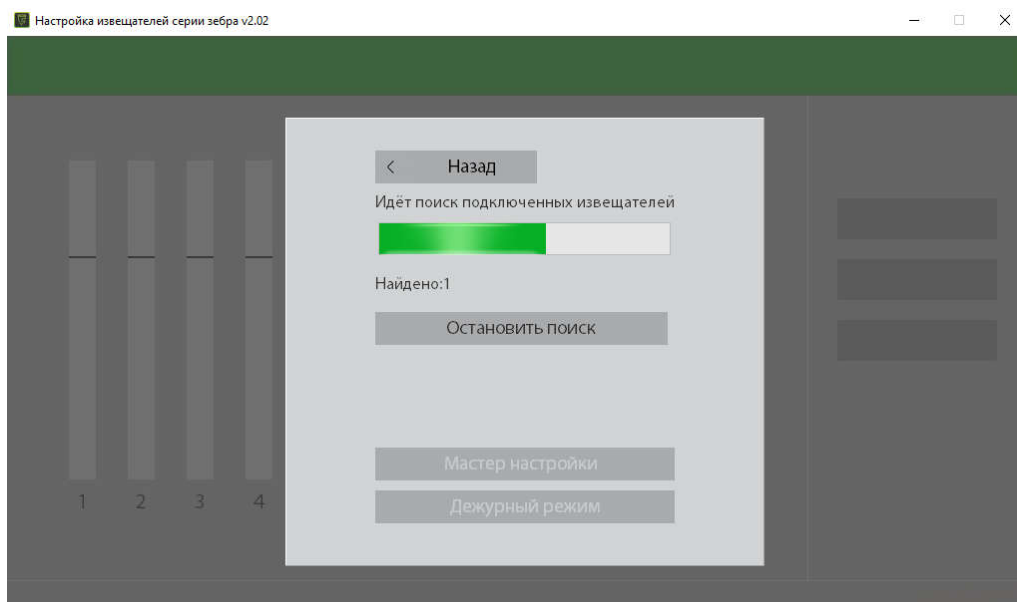 Настройка извещателей серии зебра v2.02
Назад
Идёт поиск подключенных извещателей
Найдено:1
Остановить поиск
Мастер настройки
Дежурный режим
1 2 3 4